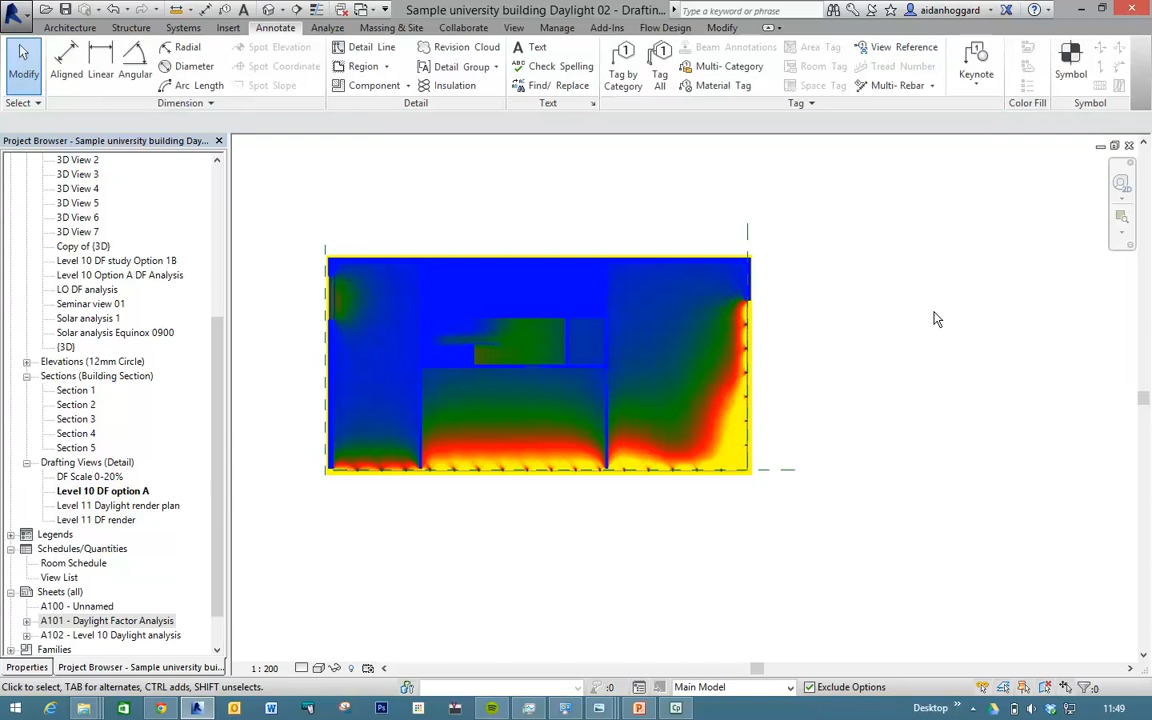 Sample university building Daylight 02 - Draftin...
Type a keyword or phrase
aidanhoggard
Architecture Structure Systems Insert Annotate Analyze Massing & Site Collaborate View Manage Add-Ins Flow Design Modify
Modify
Select
Aligned Linear Angular
Radial
Diameter
Arc Length
Spot Elevation
Spot Coordinate
Spot Slope
Dimension
Detail Line
Region
Component
Revision Cloud
Detail Group
Insulation
Detail
Text
Check Spelling
Find/ Replace
Text
Tag by Category
Tag All
Beam Annotations
Multi- Category
Material Tag
Area Tag
Room Tag
Space Tag
View Reference
Tread Number
Multi- Rebar
Tag
Keynote
Color Fill
Symbol
Symbol
Project Browser - Sample university building Day...
3D View 2
3D View 3
3D View 4
3D View 5
3D View 6
3D View 7
Copy of {3D}
Level 10 DF study Option 1B
Level 10 Option A DF Analysis
LO DF analysis
Seminar view 01
Solar analysis 1
Solar analysis Equinox 0900
{3D}
Elevations (12mm Circle)
Sections (Building Section)
Section 1
Section 2
Section 3
Section 4
Section 5
Drafting Views (Detail)
DF Scale 0-20%
Level 10 DF option A
Level 11 Daylight render plan
Level 11 DF render
Legends
Schedules/Quantities
Room Schedule
View List
Sheets (all)
A100 - Unnamed
A101 - Daylight Factor Analysis
A102 - Level 10 Daylight analysis
Families
Properties Project Browser - Sample university bui...
1 : 200
Click to select, TAB for alternates, CTRL adds, SHIFT unselects.
:0
Main Model
Exclude Options
:0
Desktop
11:49